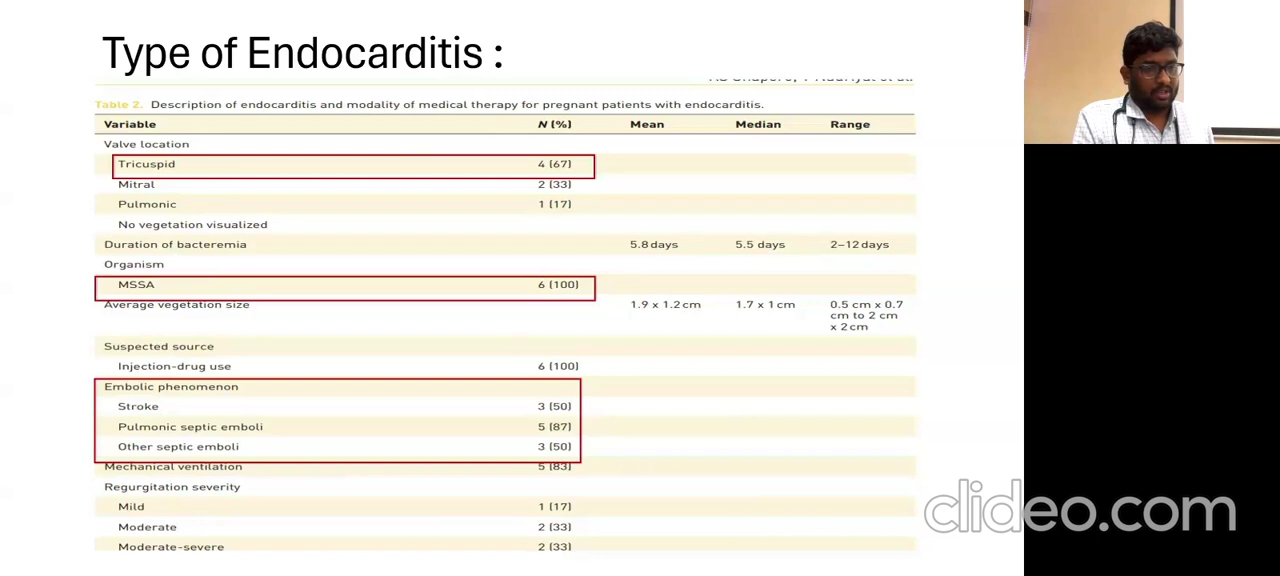 Type of Endocarditis :
Table 2. Description of endocarditis and modality of medical therapy for pregnant patients with endocarditis.
Variable N (%) Mean Median Range
Valve location
Tricuspid 4 (67)
Mitral 2 (33)
Pulmonic 1 (17)
No vegetation visualized
Duration of bacteremia 5.8 days 5.5 days 2–12 days
Organism
MSSA 6 (100)
Average vegetation size 1.9 x 1.2 cm 1.7 x 1 cm 0.5 cm x 0.7
cm to 2 cm
x 2 cm
Suspected source
Injection-drug use 6 (100)
Embolic phenomenon
Stroke 3 (50)
Pulmonic septic emboli 5 (87)
Other septic emboli 3 (50)
Mechanical ventilation 5 (83)
Regurgitation severity
Mild 1 (17)
Moderate 2 (33)
Moderate-severe 2 (33)
clideo.com